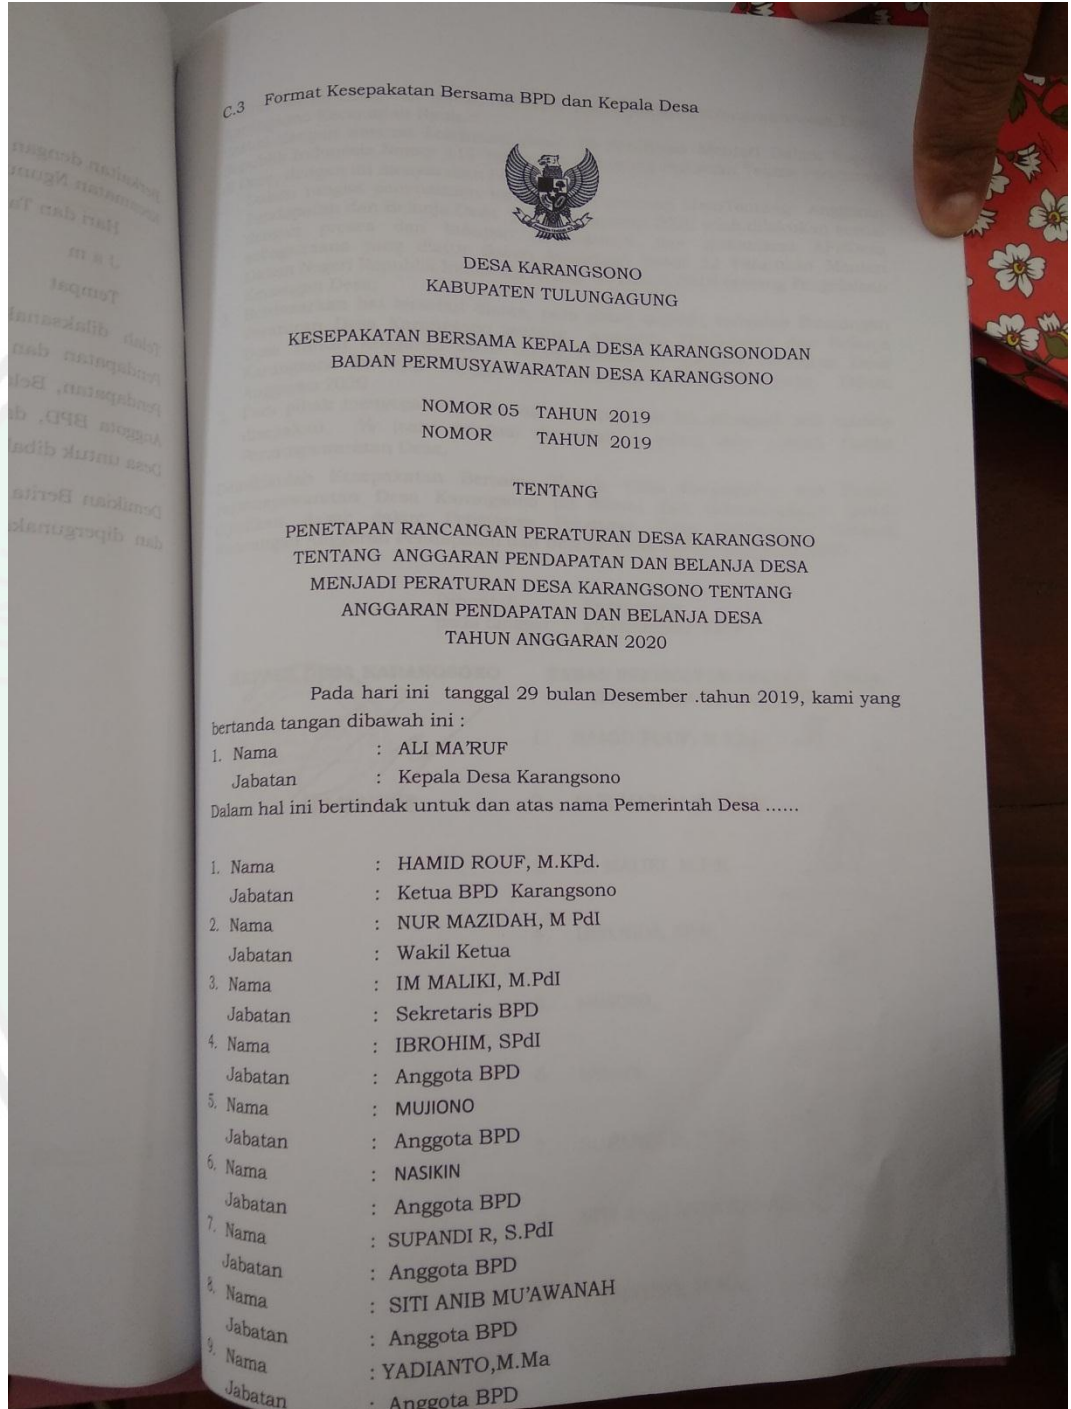 C.3 Format Kesepakatan Bersama BPD dan Kepala Desa
DESA KARANGSONO
KABUPATEN TULUNGAGUNG
KESEPAKATAN BERSAMA KEPALA DESA KARANGSONODAN
BADAN PERMUSYAWARATAN DESA KARANGSONO
NOMOR 05 TAHUN 2019
NOMOR TAHUN 2019
TENTANG
PENETAPAN RANCANGAN PERATURAN DESA KARANGSONO
TENTANG ANGGARAN PENDAPATAN DAN BELANJA DESA
MENJADI PERATURAN DESA KARANGSONO TENTANG
ANGGARAN PENDAPATAN DAN BELANJA DESA
TAHUN ANGGARAN 2020
Pada hari ini tanggal 29 bulan Desember .tahun 2019, kami yang
bertanda tangan dibawah ini :
1. Nama : ALI MA'RUF
Jabatan : Kepala Desa Karangsono
Dalam hal ini bertindak untuk dan atas nama Pemerintah Desa ......
1. Nama : HAMID ROUF, M.KPd.
Jabatan : Ketua BPD Karangsono
2. Nama : NUR MAZIDAH, M PdI
Jabatan : Wakil Ketua
3. Nama : IM MALIKI, M.PdI
Jabatan : Sekretaris BPD
4. Nama : IBROHIM, SPdI
Jabatan : Anggota BPD
5. Nama : MUJIONO
Jabatan : Anggota BPD
6. Nama : NASIKIN
Jabatan : Anggota BPD
7. Nama : SUPANDI R, S.PdI
Jabatan : Anggota BPD
8. Nama : SITI ANIB MU'AWANAH
Jabatan : Anggota BPD
9. Nama : YADIANTO,M.Ma
Jabatan : Anggota BPD